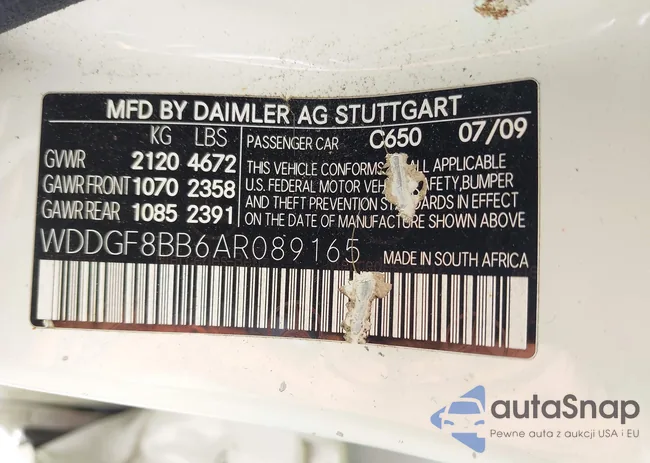 MFD BY DAIMLER AG STUTTGART
KG LBS PASSENGER CAR C650 07/09
GVWR 2120 4672
GAWR FRONT 1070 2358
GAWR REAR 1085 2391
THIS VEHICLE CONFORMS ALL APPLICABLE
U.S. FEDERAL MOTOR SAFETY, BUMPER
AND THEFT PREVENTION STANDARDS IN EFFECT
ON THE DATE OF MANUFACTURE SHOWN ABOVE.
WDDGF8BB6AR089165
MADE IN SOUTH AFRICA
autaSnap
Pewne auta z aukcji USA i EU